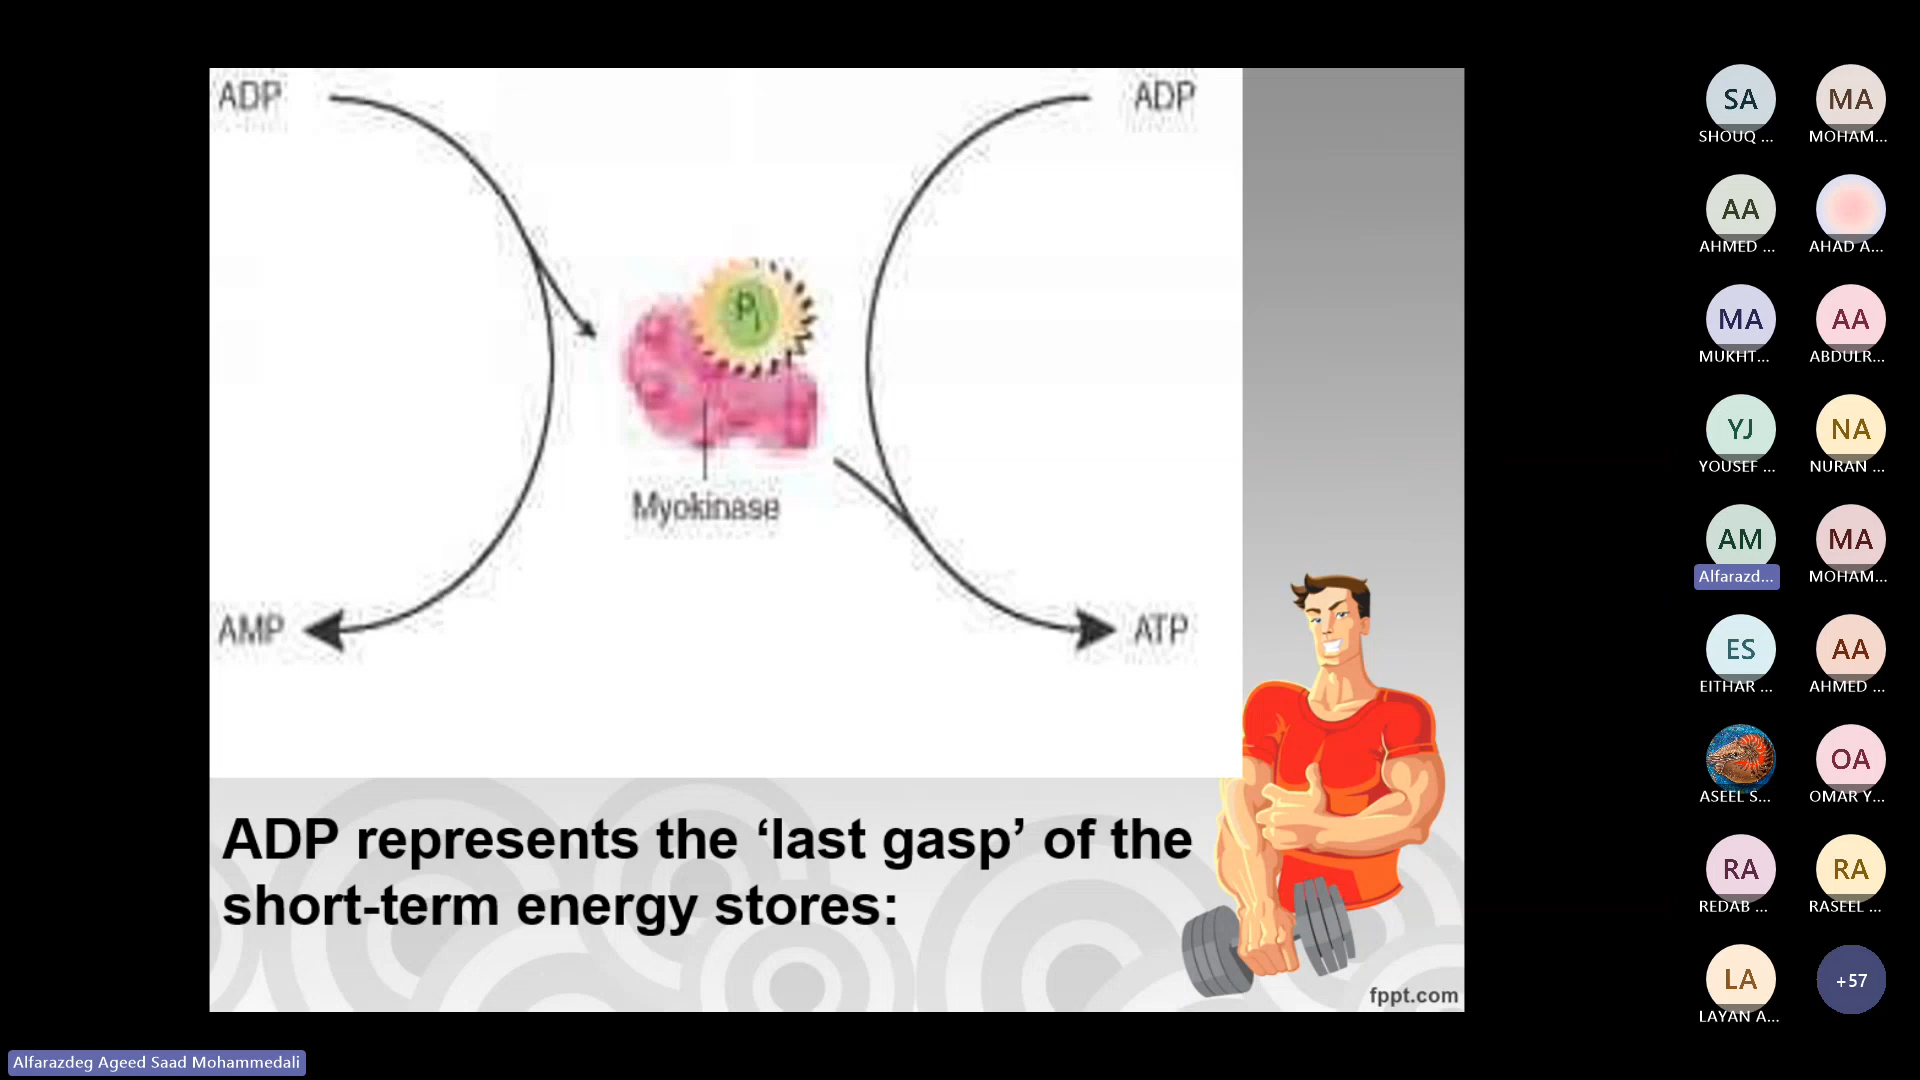 ADP
ADP
Pi
Myokinase
AMP
ATP
ADP represents the ‘last gasp’ of the
short-term energy stores:
fppt.com
SA
SHOUQ ...
MA
MOHAM...
AA
AHMED ...
AHAD A...
MA
MUKHT...
AA
ABDULR...
YJ
YOUSEF ...
NA
NURAN ...
AM
Alfarazd...
MA
MOHAM...
ES
EITHAR ...
AA
AHMED ...
ASEEL S...
OA
OMAR Y...
RA
REDAB ...
RA
RASEEL ...
LA
LAYAN A...
+57
Alfarazdeg Ageed Saad Mohammedali